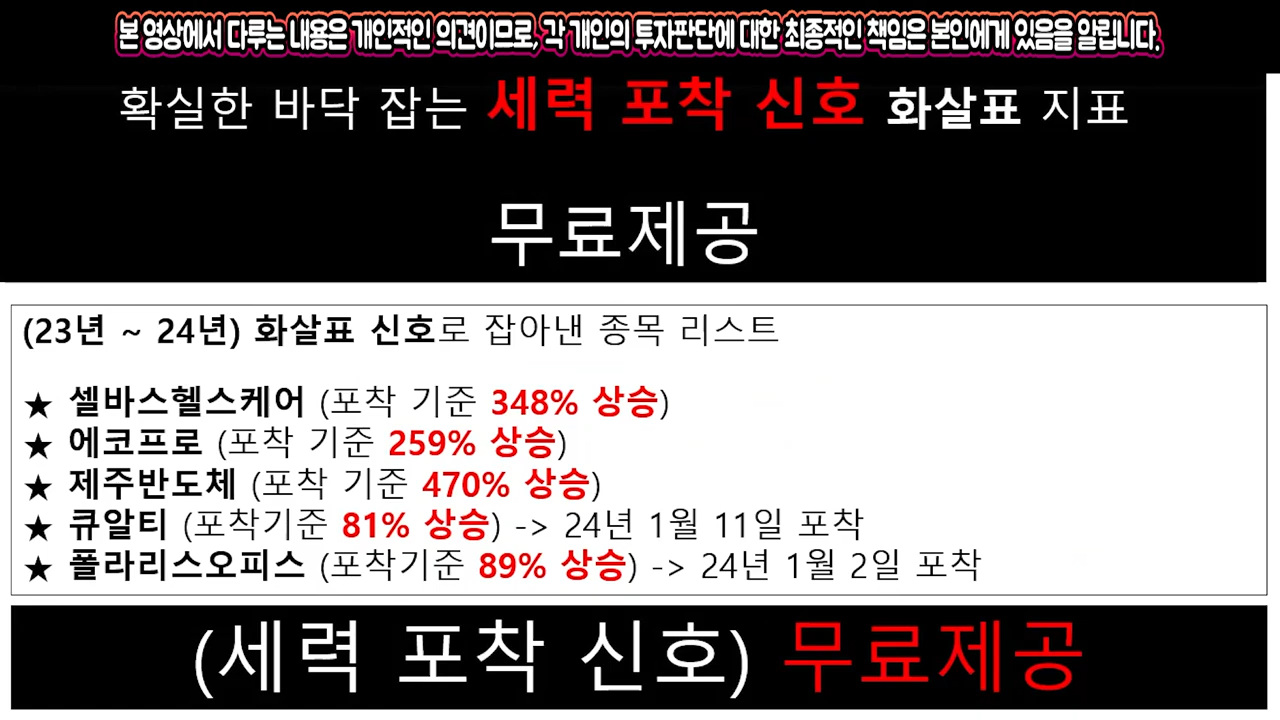 본 영상에서 다루는 내용은 개인적인 의견이므로, 각 개인의 투자판단에 대한 최종적인 책임은 본인에게 있음을 알립니다.
확실한 바닥 잡는 세력 포착 신호 화살표 지표
무료제공
(23년 ~ 24년) 화살표 신호로 잡아낸 종목 리스트
★ 셀바스헬스케어 (포착 기준 348% 상승)
★ 에코프로 (포착 기준 259% 상승)
★ 제주반도체 (포착 기준 470% 상승)
★ 큐알티 (포착기준 81% 상승) -> 24년 1월 11일 포착
★ 폴라리스오피스 (포착기준 89% 상승) -> 24년 1월 2일 포착
(세력 포착 신호) 무료제공